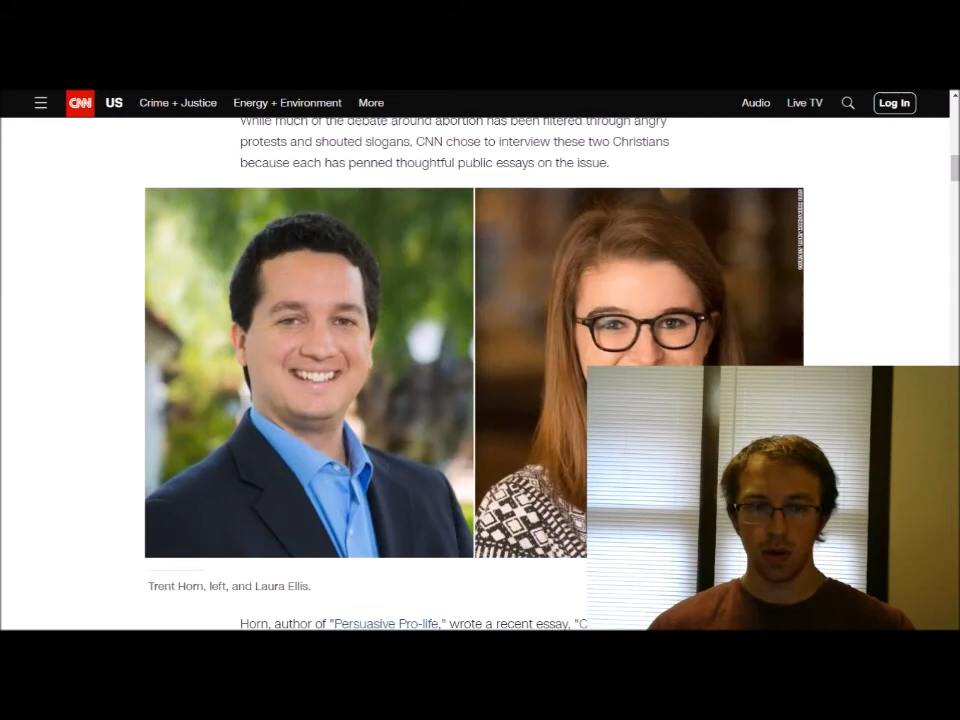 CNN US Crime + Justice Energy + Environment More Audio Live TV Log In
While much of the debate around abortion has been filtered through angry
protests and shouted slogans, CNN chose to interview these two Christians
because each has penned thoughtful public essays on the issue.
Trent Horn, left, and Laura Ellis.
Horn, author of "Persuasive Pro-life," wrote a recent essay, "C